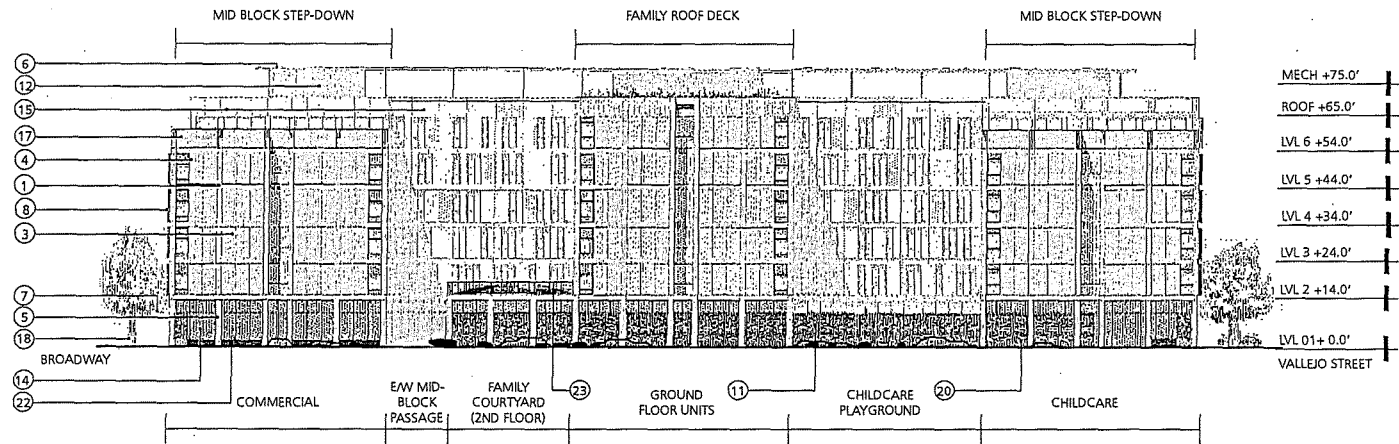 MID BLOCK STEP-DOWN
FAMILY ROOF DECK
MID BLOCK STEP-DOWN
6
12
15
17
4
1
8
3
7
5
18
14
22
MECH +75.0'
ROOF +65.0'
LVL 6 +54.0'
LVL 5 +44.0'
LVL 4 +34.0'
LVL 3 +24.0'
LVL 2 +14.0'
LVL 01+ 0.0'
BROADWAY
VALLEJO STREET
23
11
20
COMMERCIAL
E/W MID-
BLOCK
PASSAGE
FAMILY
COURTYARD
(2ND FLOOR)
GROUND
FLOOR UNITS
CHILDCARE
PLAYGROUND
CHILDCARE